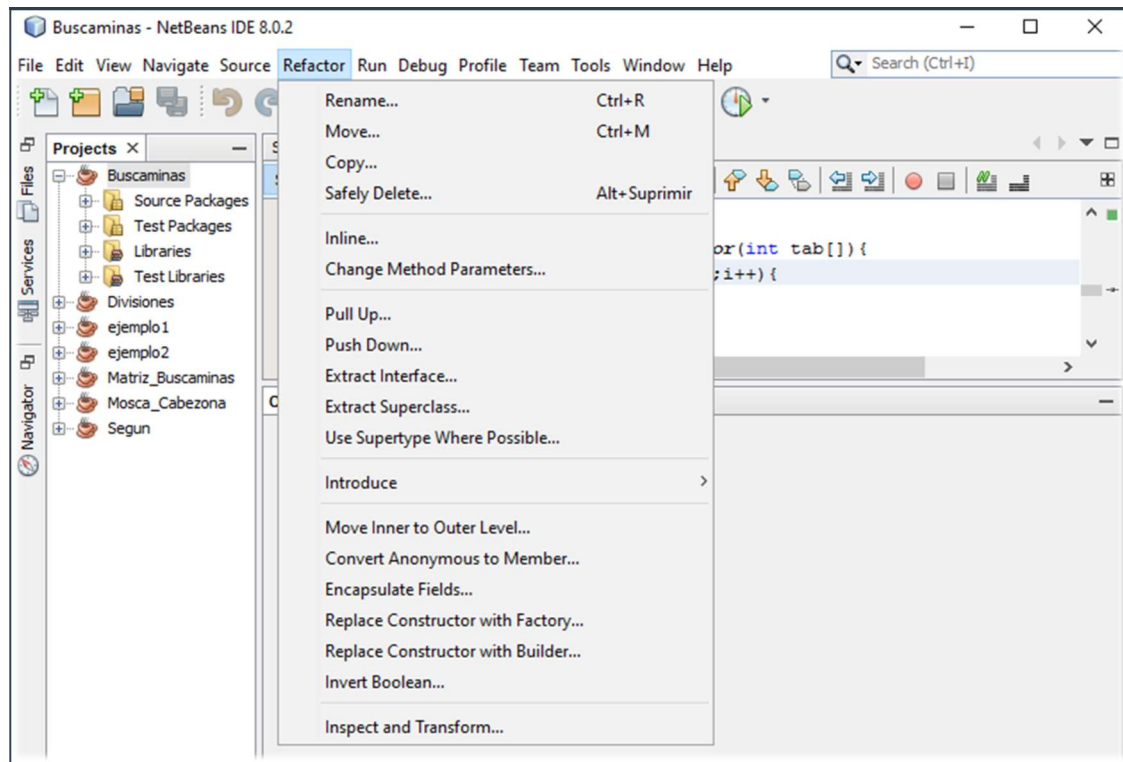 Buscaminas - NetBeans IDE 8.0.2
File Edit View Navigate Source Refactor Run Debug Profile Team Tools Window Help
Search (Ctrl+I)
Files
Services
Navigator
Projects
Buscaminas
Source Packages
Test Packages
Libraries
Test Libraries
Divisiones
ejemplo1
ejemplo2
Matriz_Buscaminas
Mosca_Cabezona
Segun
Rename... Ctrl+R
Move... Ctrl+M
Copy...
Safely Delete... Alt+Suprimir
Inline...
Change Method Parameters...
Pull Up...
Push Down...
Extract Interface...
Extract Superclass...
Use Supertype Where Possible...
Introduce
Move Inner to Outer Level...
Convert Anonymous to Member...
Encapsulate Fields...
Replace Constructor with Factory...
Replace Constructor with Builder...
Invert Boolean...
Inspect and Transform...
or(int tab[]){
;i++){